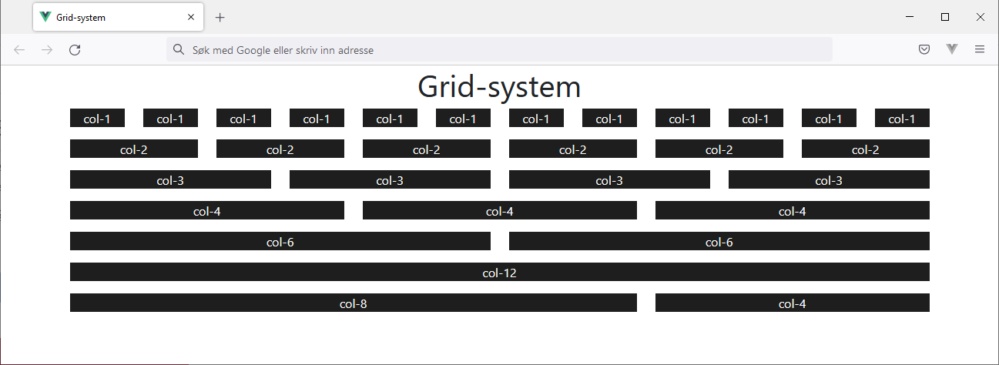 Grid-system
Søk med Google eller skriv inn adresse
Grid-system
col-1 col-1 col-1 col-1 col-1 col-1 col-1 col-1 col-1 col-1 col-1 col-1
col-2 col-2 col-2 col-2 col-2 col-2
col-3 col-3 col-3 col-3
col-4 col-4 col-4
col-6 col-6
col-12
col-8 col-4